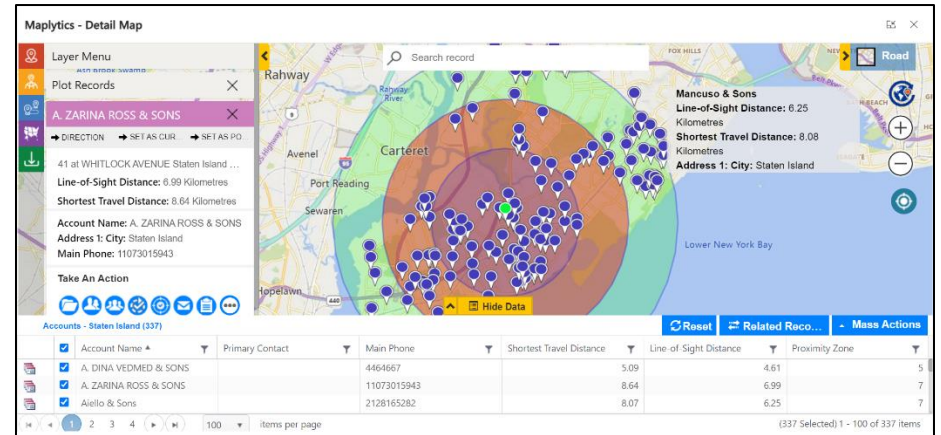 Maplytics - Detail Map
Layer Menu
Plot Records
A. ZARINA ROSS & SONS
DIRECTION SET AS CUR... SET AS PO...
41 at WHITLOCK AVENUE Staten Island ...
Line-of-Sight Distance: 6.99 Kilometres
Shortest Travel Distance: 8.64 Kilometres
Account Name: A. ZARINA ROSS & SONS
Address 1: City: Staten Island
Main Phone: 11073015943
Take An Action
Search record
Rahway
Rahway
River
Avenel
Carteret
Port Reading
Sewaren
Hopelawn
440
FOX HILLS
Road
Mancuso & Sons
Line-of-Sight Distance: 6.25
Kilometres
Shortest Travel Distance: 8.08
Kilometres
Address 1: City: Staten Island
Lower New York Bay
Hide Data
Accounts - Staten Island (337)
Reset Related Reco... Mass Actions
Account Name Primary Contact Main Phone Shortest Travel Distance Line-of-Sight Distance Proximity Zone
A. DINA VEDMED & SONS 4464667 5.09 4.61 5
A. ZARINA ROSS & SONS 11073015943 8.64 6.99 7
Aiello & Sons 2128165282 8.07 6.25 7
1 2 3 4 100 items per page (337 Selected) 1 - 100 of 337 items